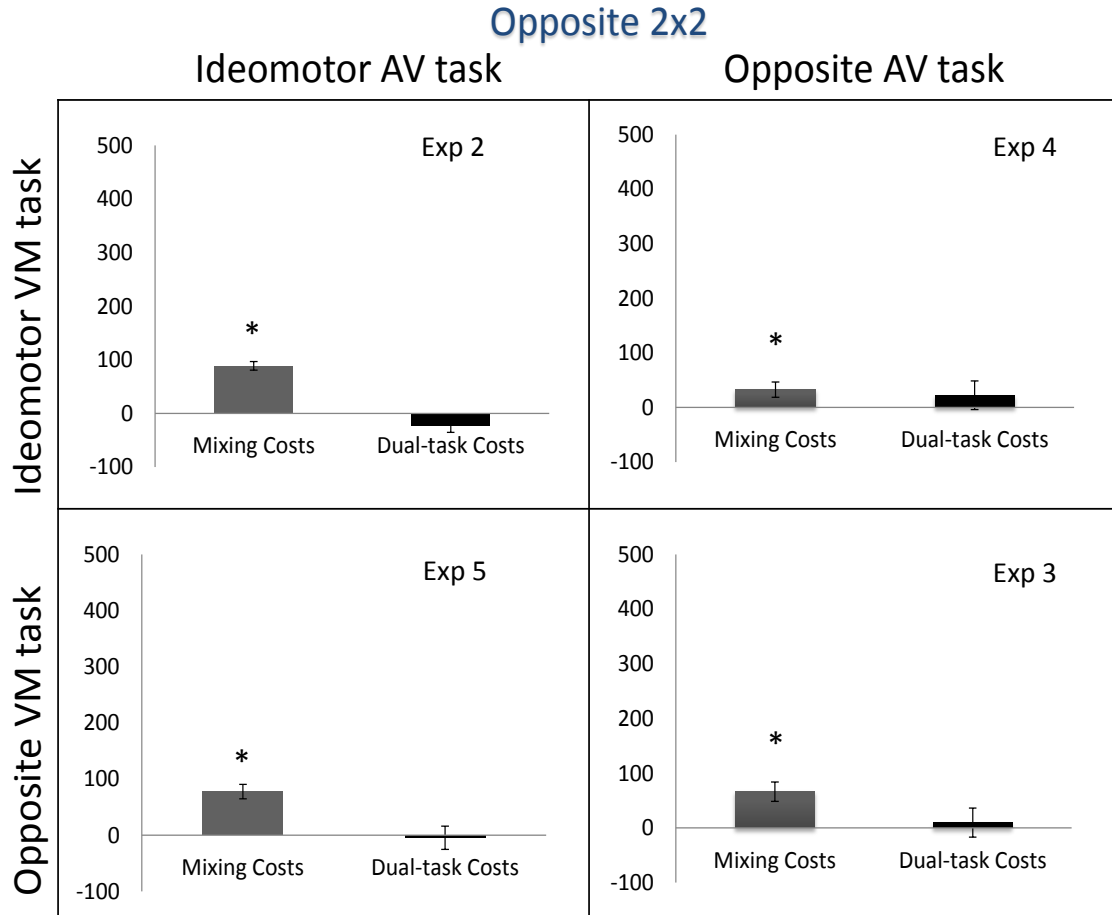 Opposite 2x2
Ideomotor AV task
Opposite AV task
Ideomotor VM task
Exp 2
500
400
300
200
100
0
-100
*
Mixing Costs
Dual-task Costs
Exp 4
500
400
300
200
100
0
-100
*
Mixing Costs
Dual-task Costs
Opposite VM task
Exp 5
500
400
300
200
100
0
-100
*
Mixing Costs
Dual-task Costs
Exp 3
500
400
300
200
100
0
-100
*
Mixing Costs
Dual-task Costs